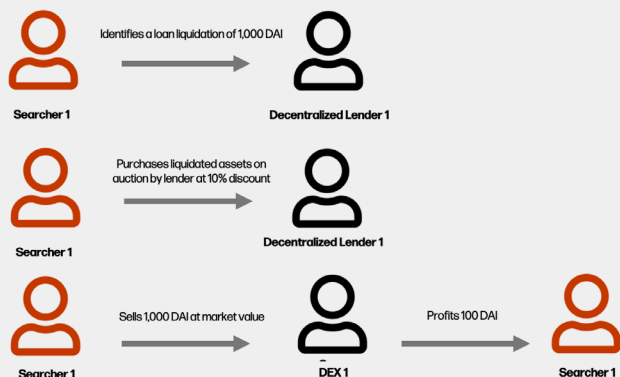 Identifies a loan liquidation of 1,000 DAI
Searcher 1
Decentralized Lender 1
Purchases liquidated assets on
auction by lender at 10% discount
Searcher 1
Decentralized Lender 1
Sells 1,000 DAI at market value
Profits 100 DAI
Searcher 1
DEX 1
Searcher 1